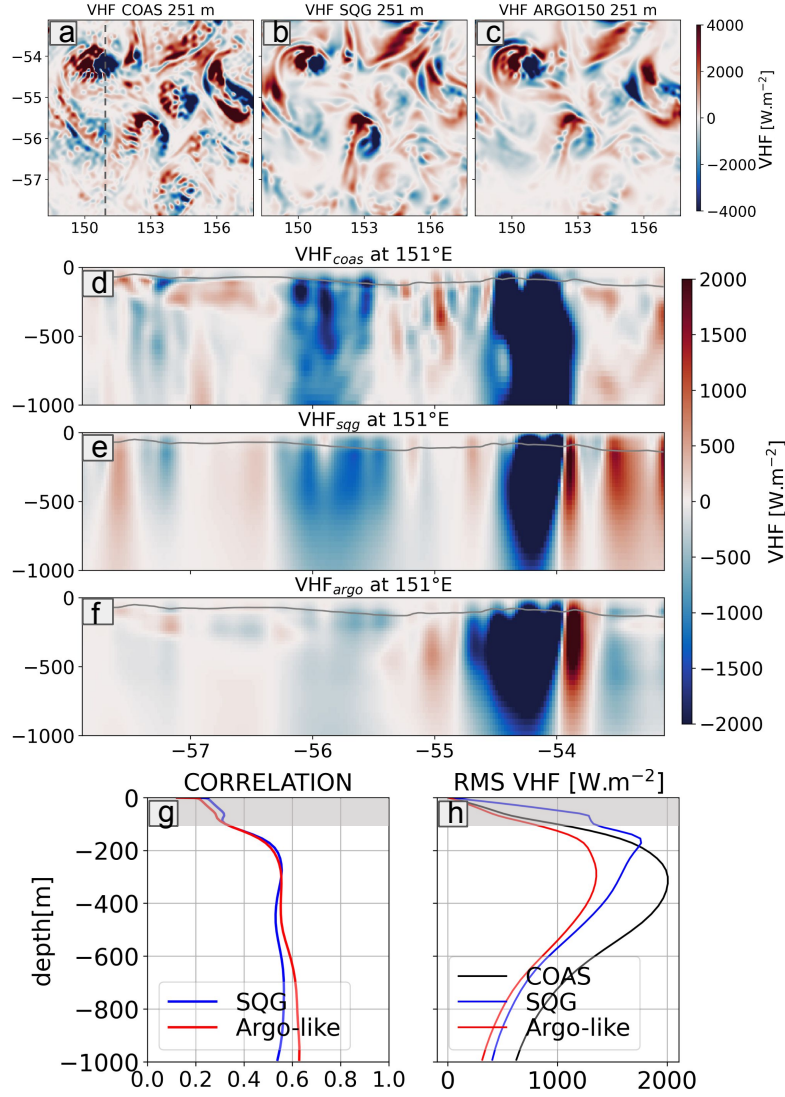 VHF COAS 251 m VHF SQG 251 m VHF ARGO150 251 m
a b c
4000
−54
2000
−55
0
−56
−2000
−57
−4000
VHF [W.m−2]
150 153 156 150 153 156 150 153 156
VHFcoas at 151°E
d
0
−500
−1000
VHFsqg at 151°E
e
0
−500
−1000
VHFargo at 151°E
f
0
−500
−1000
−57 −56 −55 −54
2000
1500
1000
500
0
−500
−1000
−1500
−2000
VHF [W.m−2]
CORRELATION
g
0
−200
−400
−600
−800
−1000
depth[m]
SQG
Argo-like
0.0 0.2 0.4 0.6 0.8 1.0
RMS VHF [W.m−2]
h
COAS
SQG
Argo-like
0 1000 2000